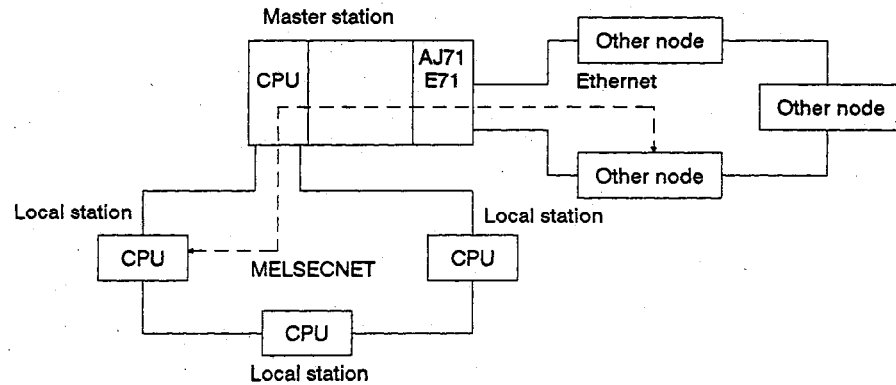 Master station
CPU
AJ71
E71
Ethernet
Other node
Other node
Other node
Local station
CPU
MELSECNET
Local station
CPU
CPU
Local station